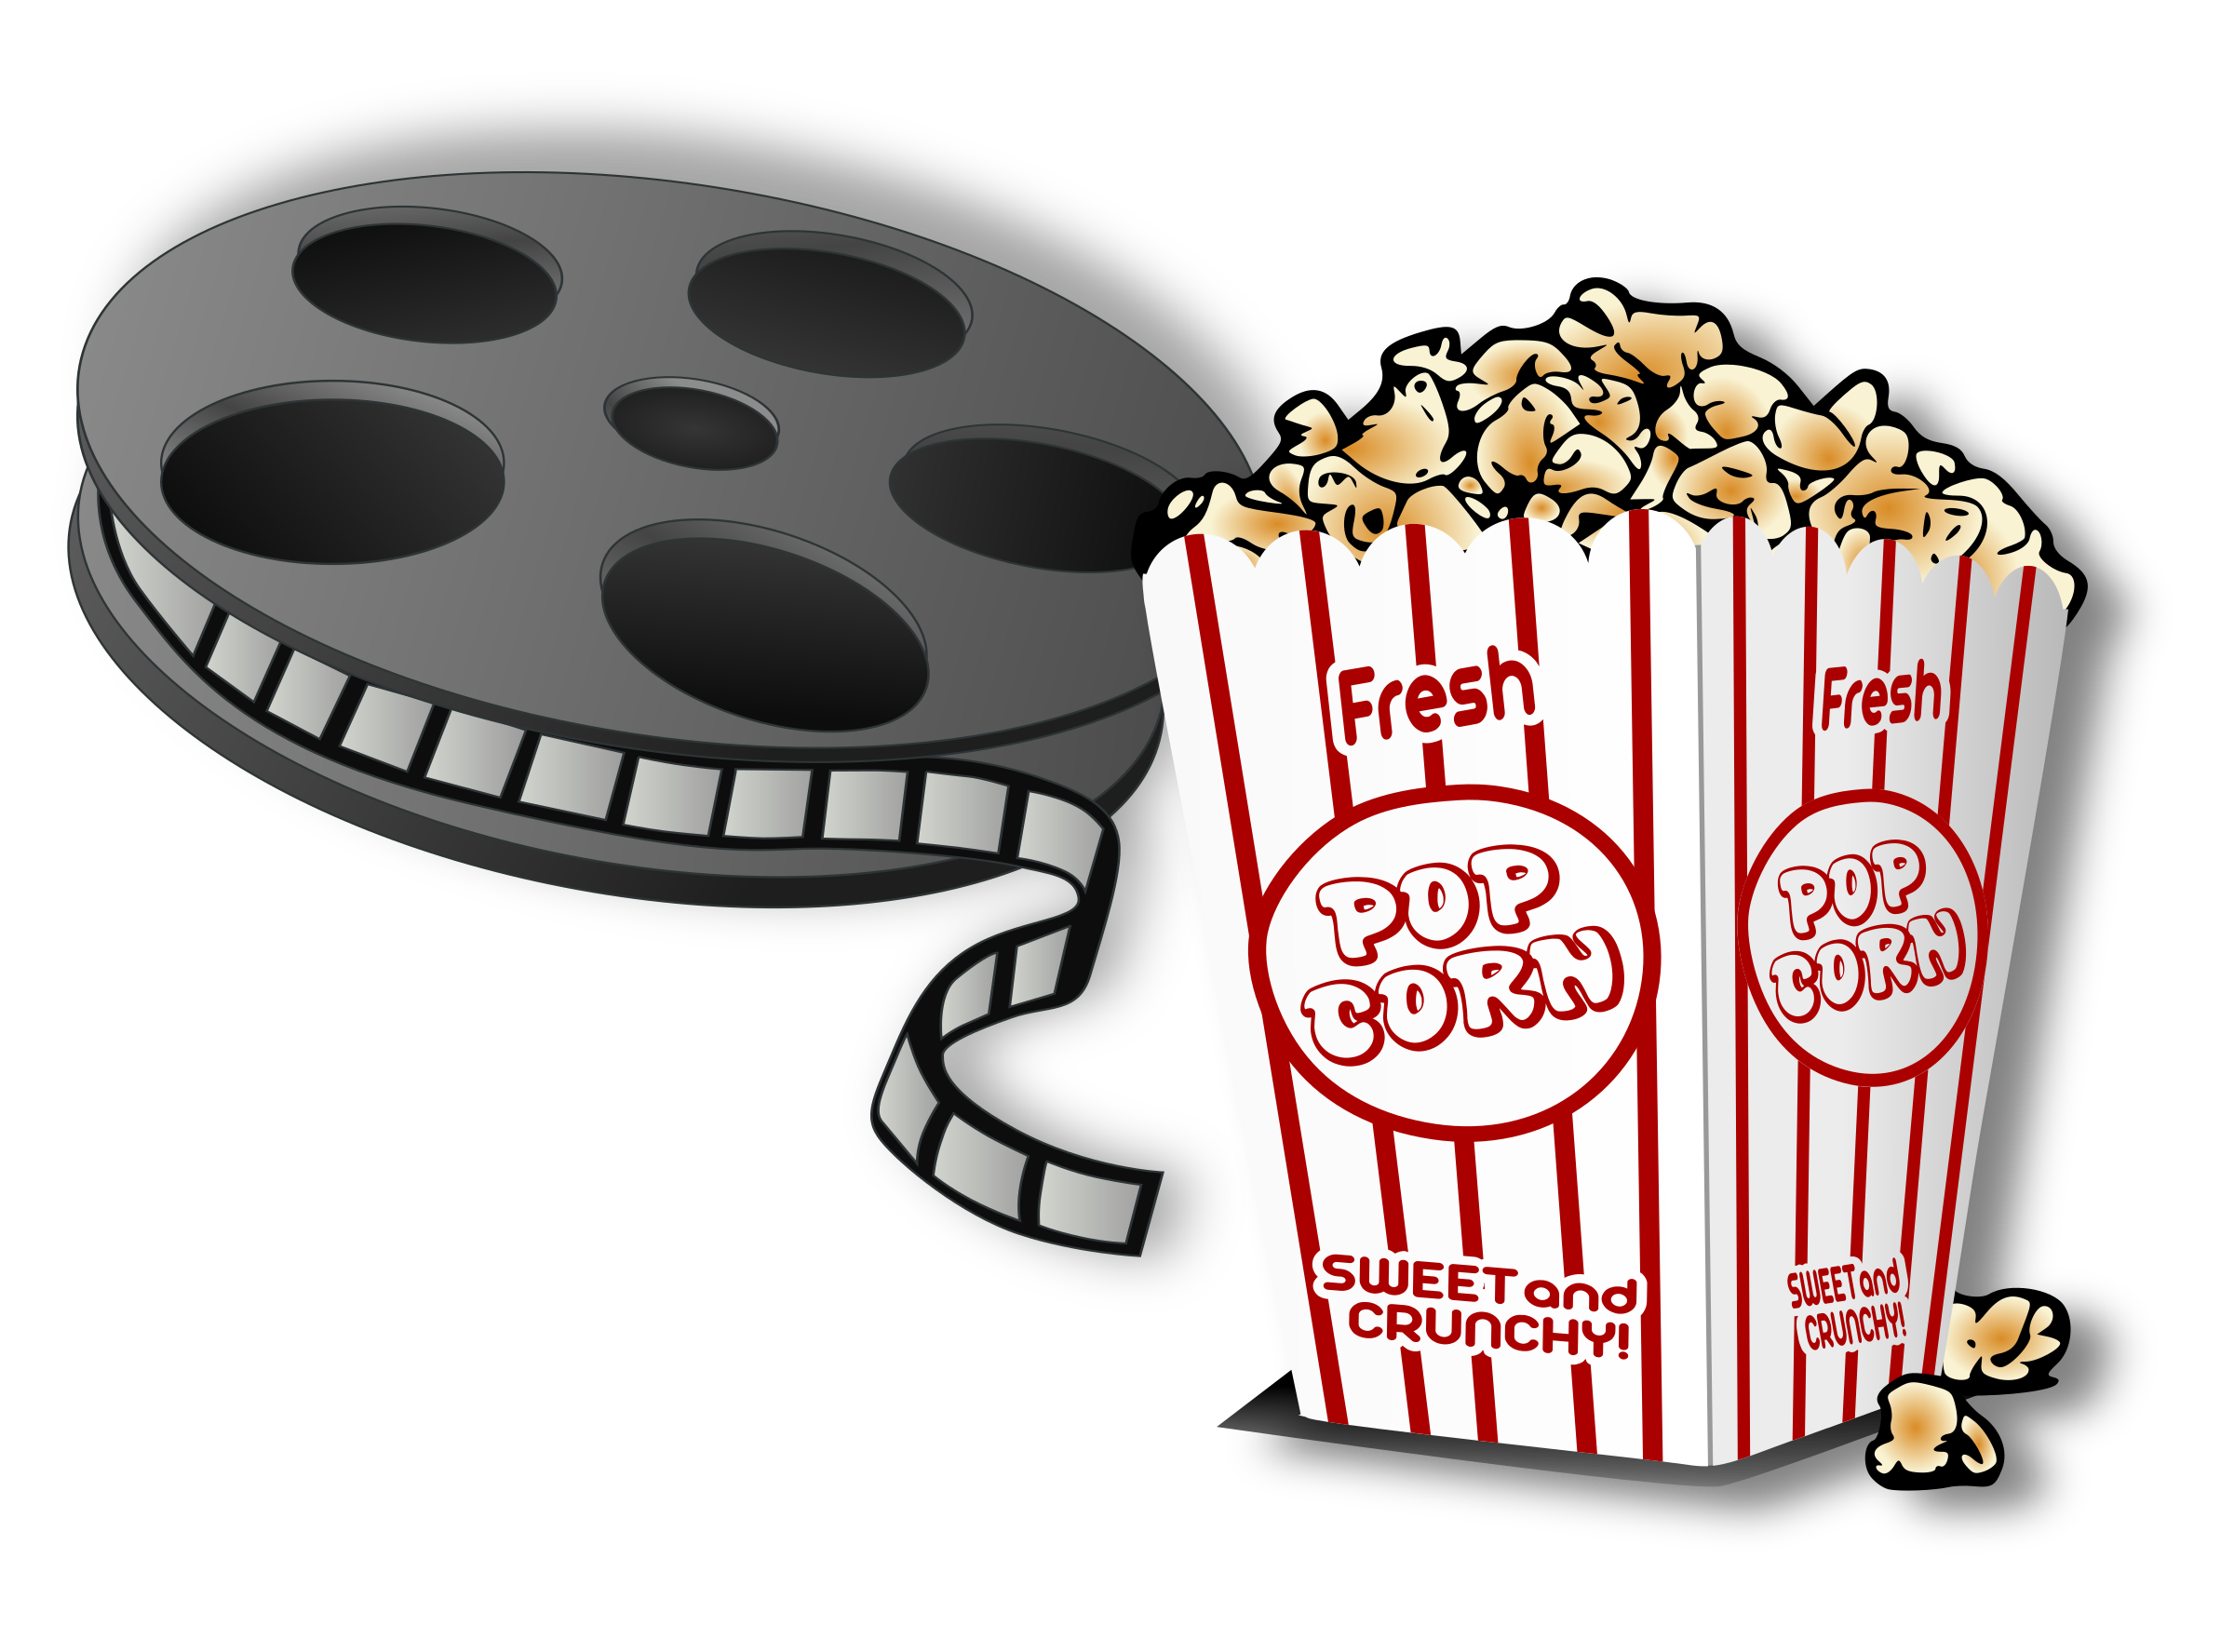 Fresh
POP
CORN
SWEET and
CRUNCHY!
Fresh
POP
CORN
SWEET and
CRUNCHY!